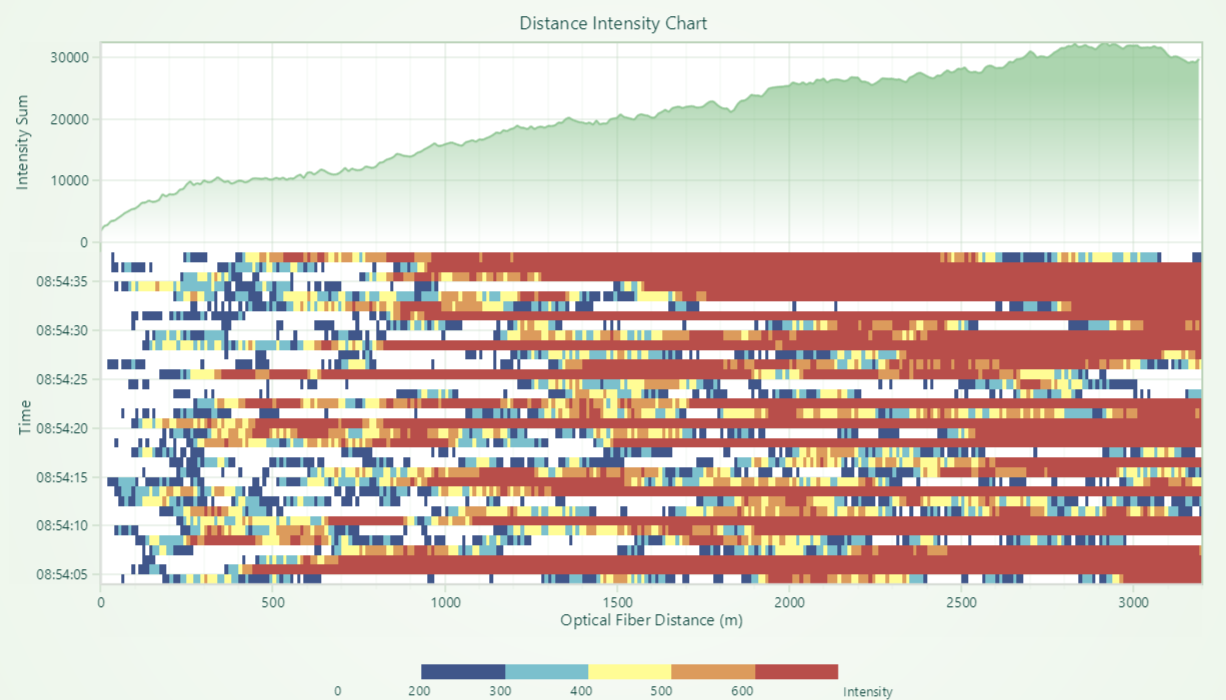 Distance Intensity Chart
Intensity Sum
30000
20000
10000
0
Time
08:54:35
08:54:30
08:54:25
08:54:20
08:54:15
08:54:10
08:54:05
0 500 1000 1500 2000 2500 3000
Optical Fiber Distance (m)
0 200 300 400 500 600 Intensity